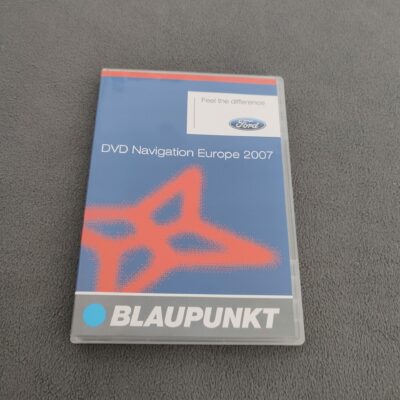 Feel the difference
Ford
DVD Navigation Europe 2007
BLAUPUNKT